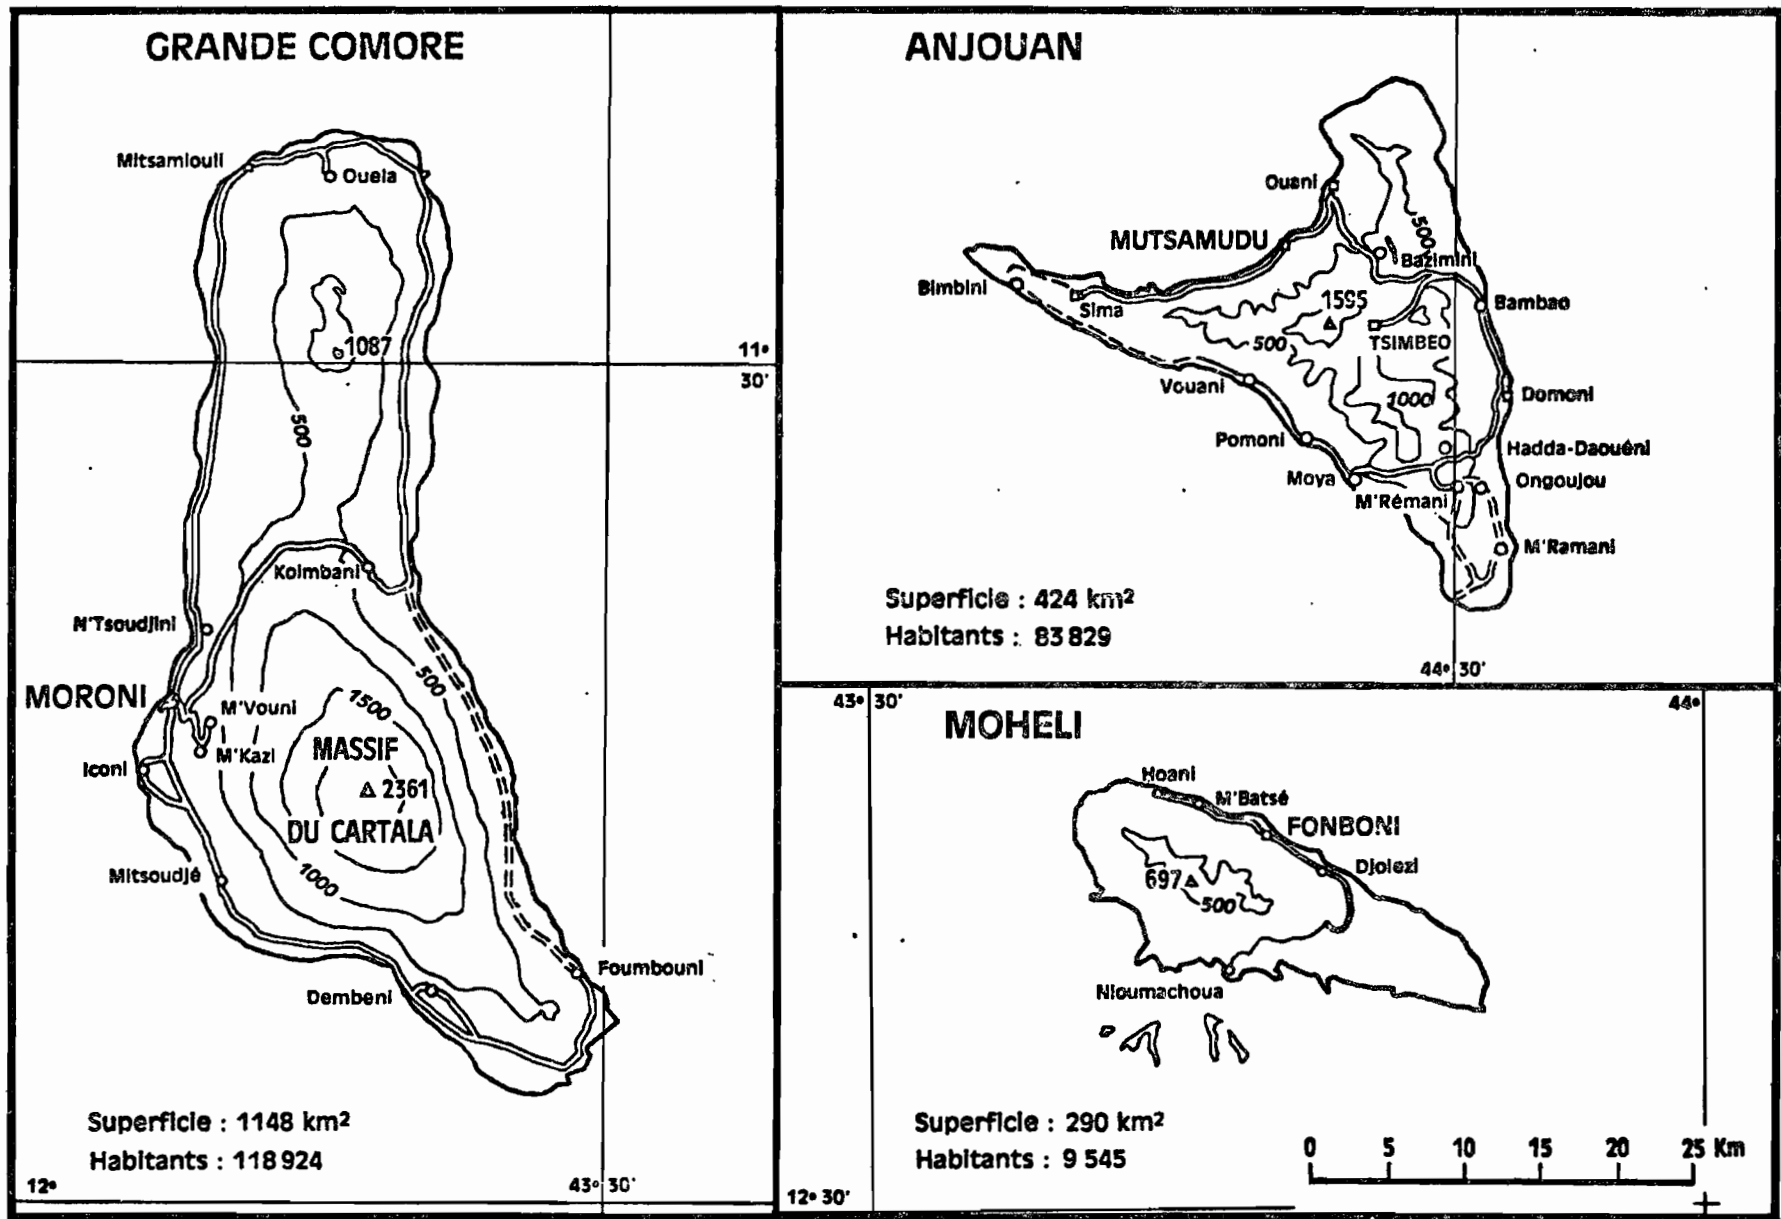 GRANDE COMORE
Mitsamiouli
Ouela
1087
11°
30'
500
Koimbani
M'Tsoudjini
MORONI
M'Vouni
M'Kazi
Iconi
500
1500
MASSIF
2361
DU CARTALA
1000
Mitsoudjé
Foumbouni
Dembeni
Superficie : 1148 km²
Habitants : 118 924
12°
43° 30'
ANJOUAN
Ouani
MUTSAMUDU
500
Bazimini
Bimbini
Sima
1595
Bambao
500
TSIMBEO
Vouani
1000
Domoni
Pomoni
Hadda-Daouéni
Moya
M'Rémani
Ongoujou
M'Ramani
Superficie : 424 km²
Habitants : 83 829
44° 30'
43° 30'
44°
MOHELI
Hoani
M'Batsé
FONBONI
Djoiezi
697
500
Nioumachoua
Superficie : 290 km²
Habitants : 9 545
0 5 10 15 20 25 Km
12° 30'